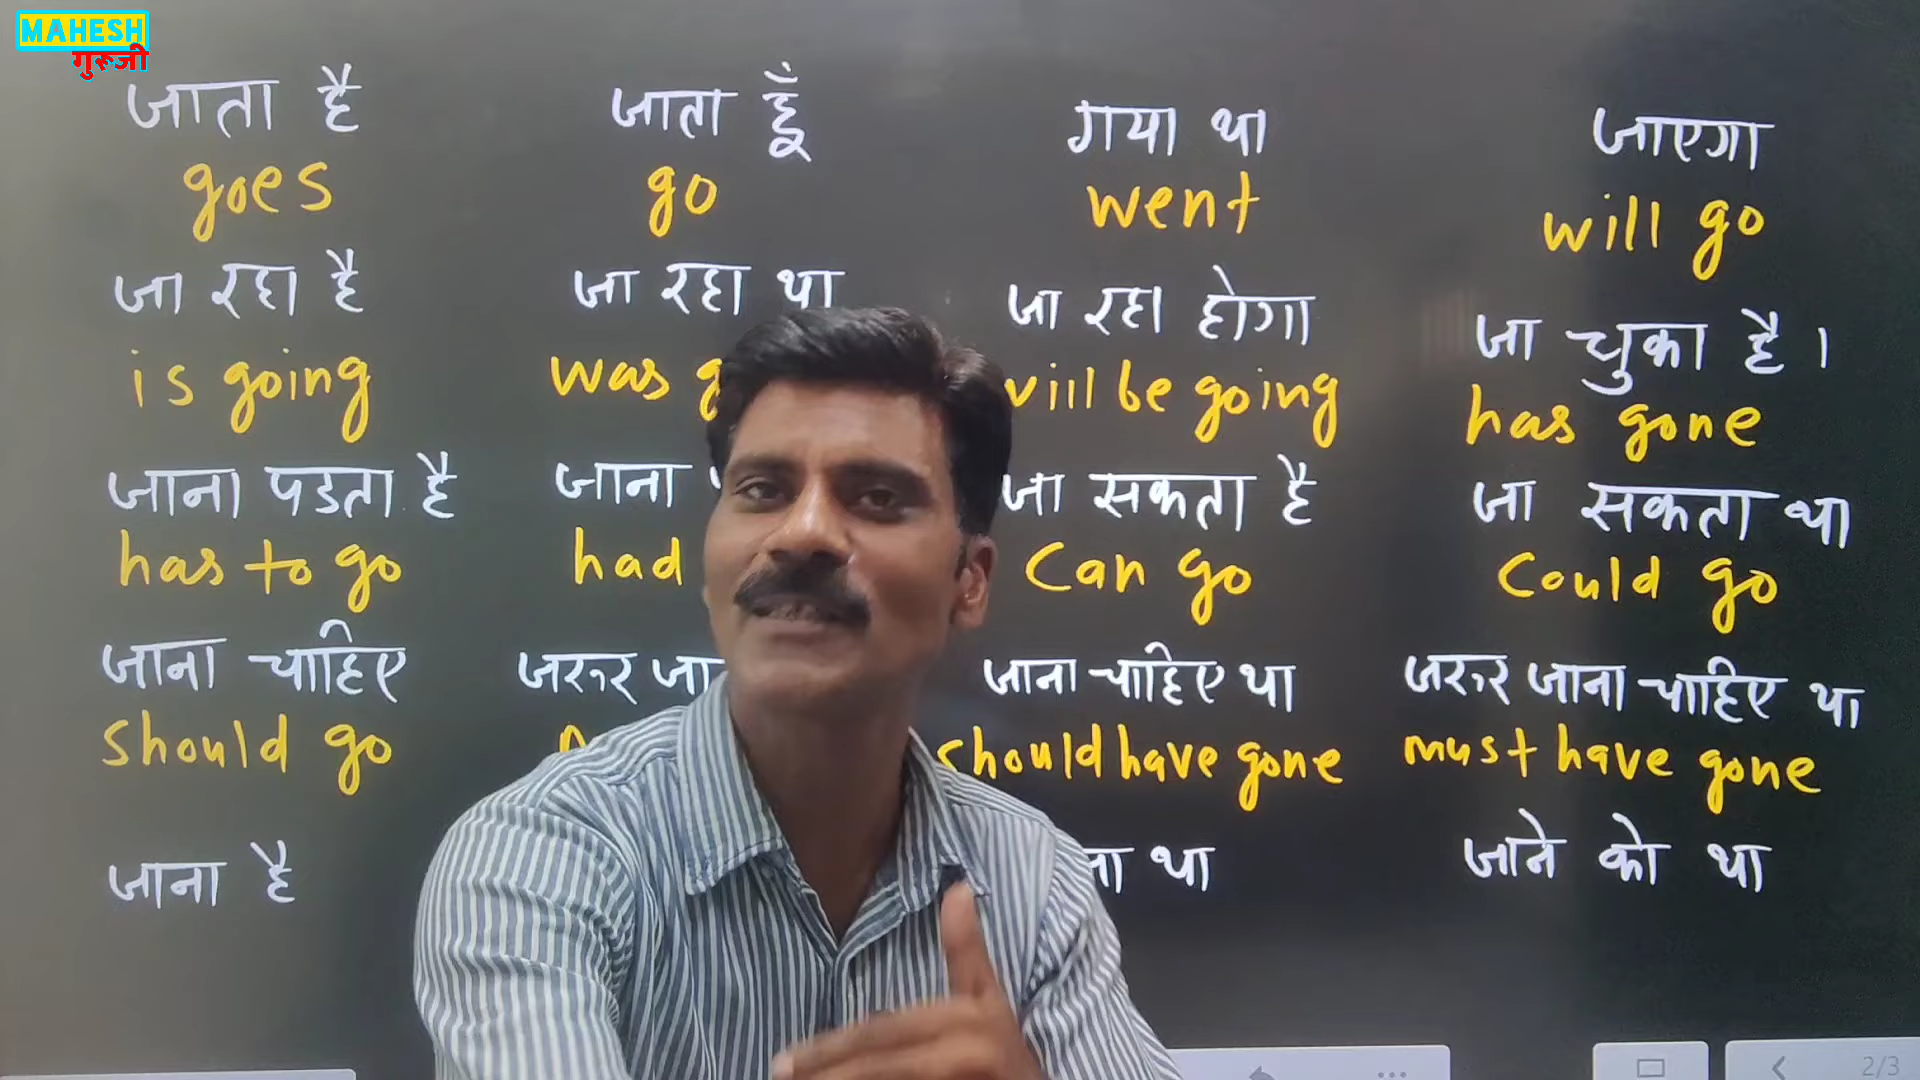 MAHESH
गुरूजी
जाता है जाता हूँ गया था जाएगा
goes go went will go
जा रहा है जा रहा था जा रहा होगा जा चुका है।
is going was will be going has gone
जाना पडता है जाना जा सकता है जा सकता था
has to go had can go could go
जाना चाहिए जरुर जाना चाहिए था जरुर जाना चाहिए था
should go should have gone must have gone
जाना है था जाने को था
2/3